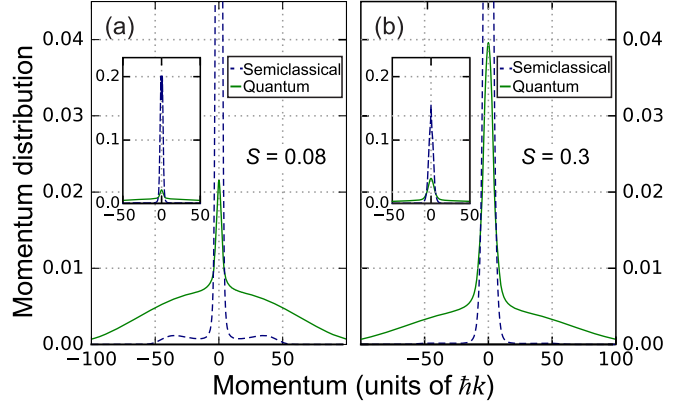 (a)
(b)
0.04
0.03
0.02
0.01
0.00
0.04
0.03
0.02
0.01
0.00
Semiclassical
Quantum
Semiclassical
Quantum
S = 0.08
S = 0.3
0.2
0.1
0.0
−50 0 50
0.2
0.1
0.0
−50 0 50
−100 −50 0 50
−50 0 50 100
Momentum distribution
Momentum (units of ħk)